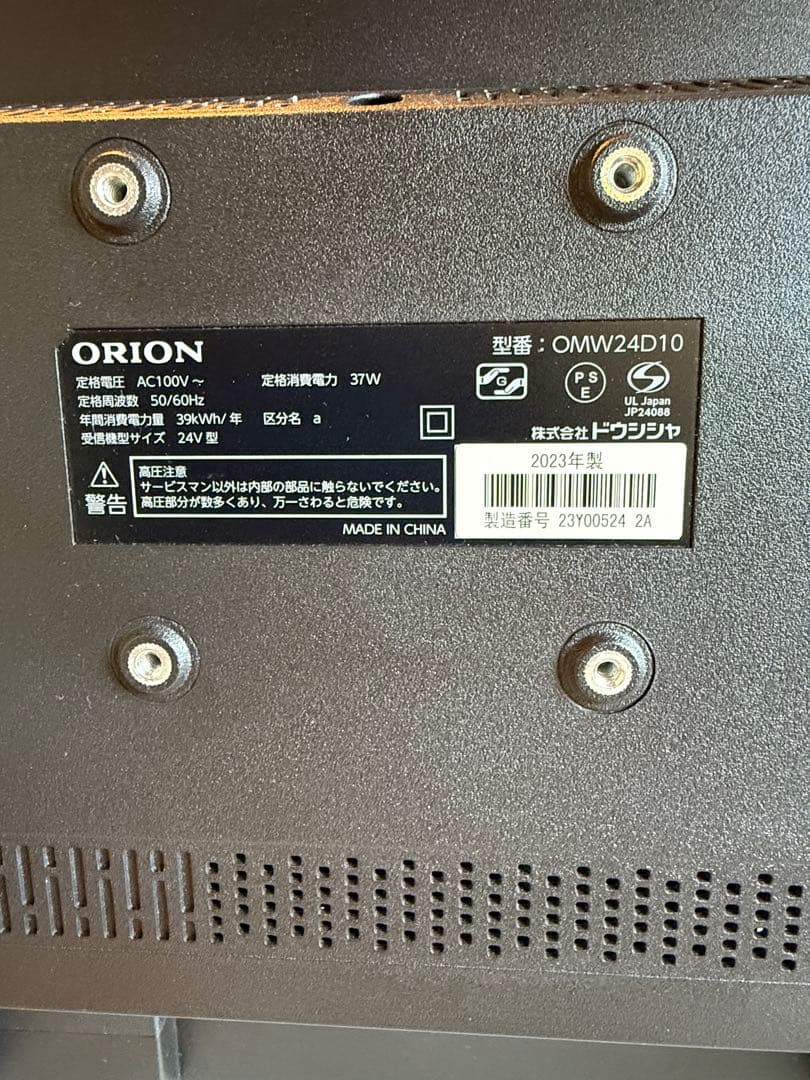 ORION
型番：OMW24D10
定格電圧 AC100V～ 定格消費電力 37W
定格周波数 50/60Hz
年間消費電力量 39kWh/年 区分名 a
受信機型サイズ 24V型
G
PS
E
S
UL Japan
JP24088
株式会社ドウシシャ
警告
高圧注意
サービスマン以外は内部の部品に触らないでください。
高圧部分が数多くあり、万一さわると危険です。
MADE IN CHINA
2023年製
製造番号 23Y00524 2A